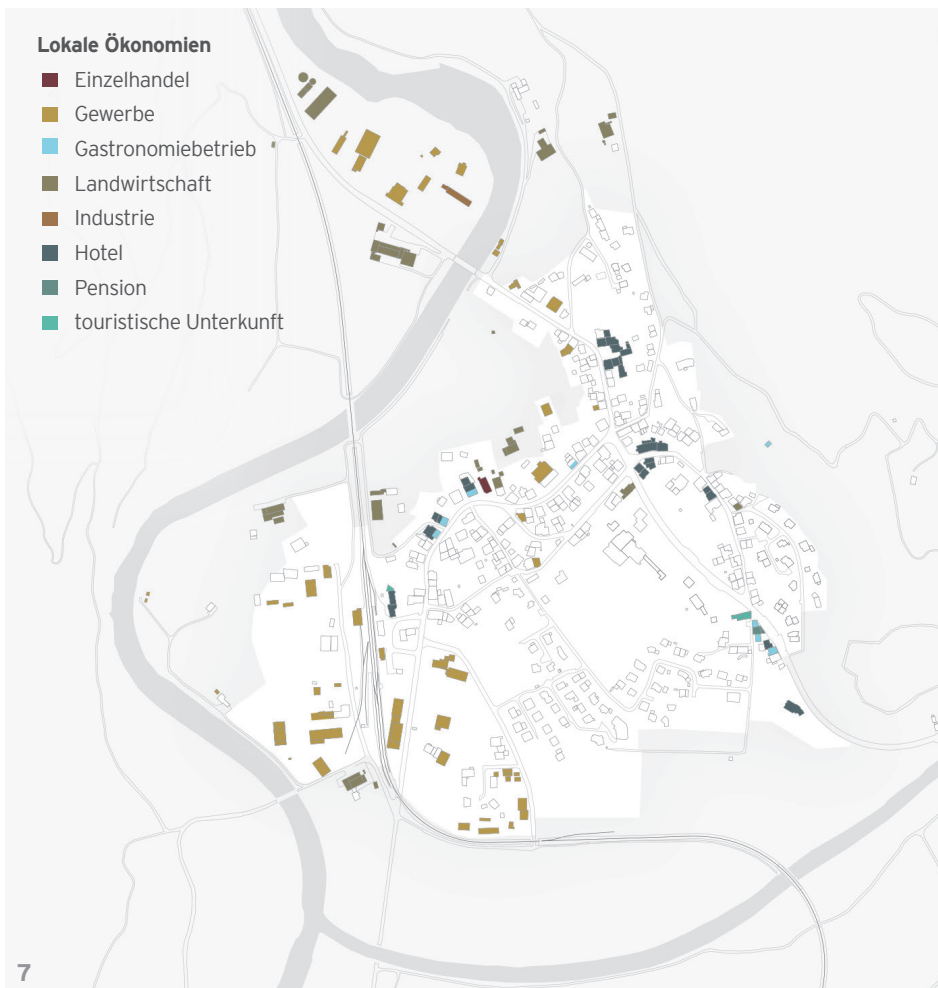 Lokale Ökonomien
Einzelhandel
Gewerbe
Gastronomiebetrieb
Landwirtschaft
Industrie
Hotel
Pension
touristische Unterkunft
7